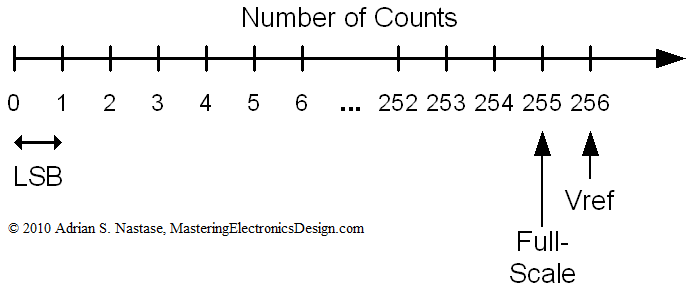 Number of Counts
0 1 2 3 4 5 6 ... 252 253 254 255 256
LSB
Vref
© 2010 Adrian S. Nastase, MasteringElectronicsDesign.com
Full-
Scale